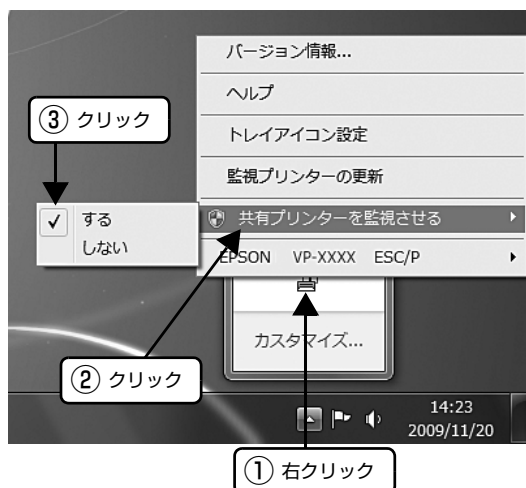 バージョン情報...
ヘルプ
③ クリック
トレイアイコン設定
監視プリンターの更新
✓ する
しない
共有プリンターを監視させる
EPSON VP-XXXX ESC/P
カスタマイズ...
② クリック
14:23
2009/11/20
① 右クリック